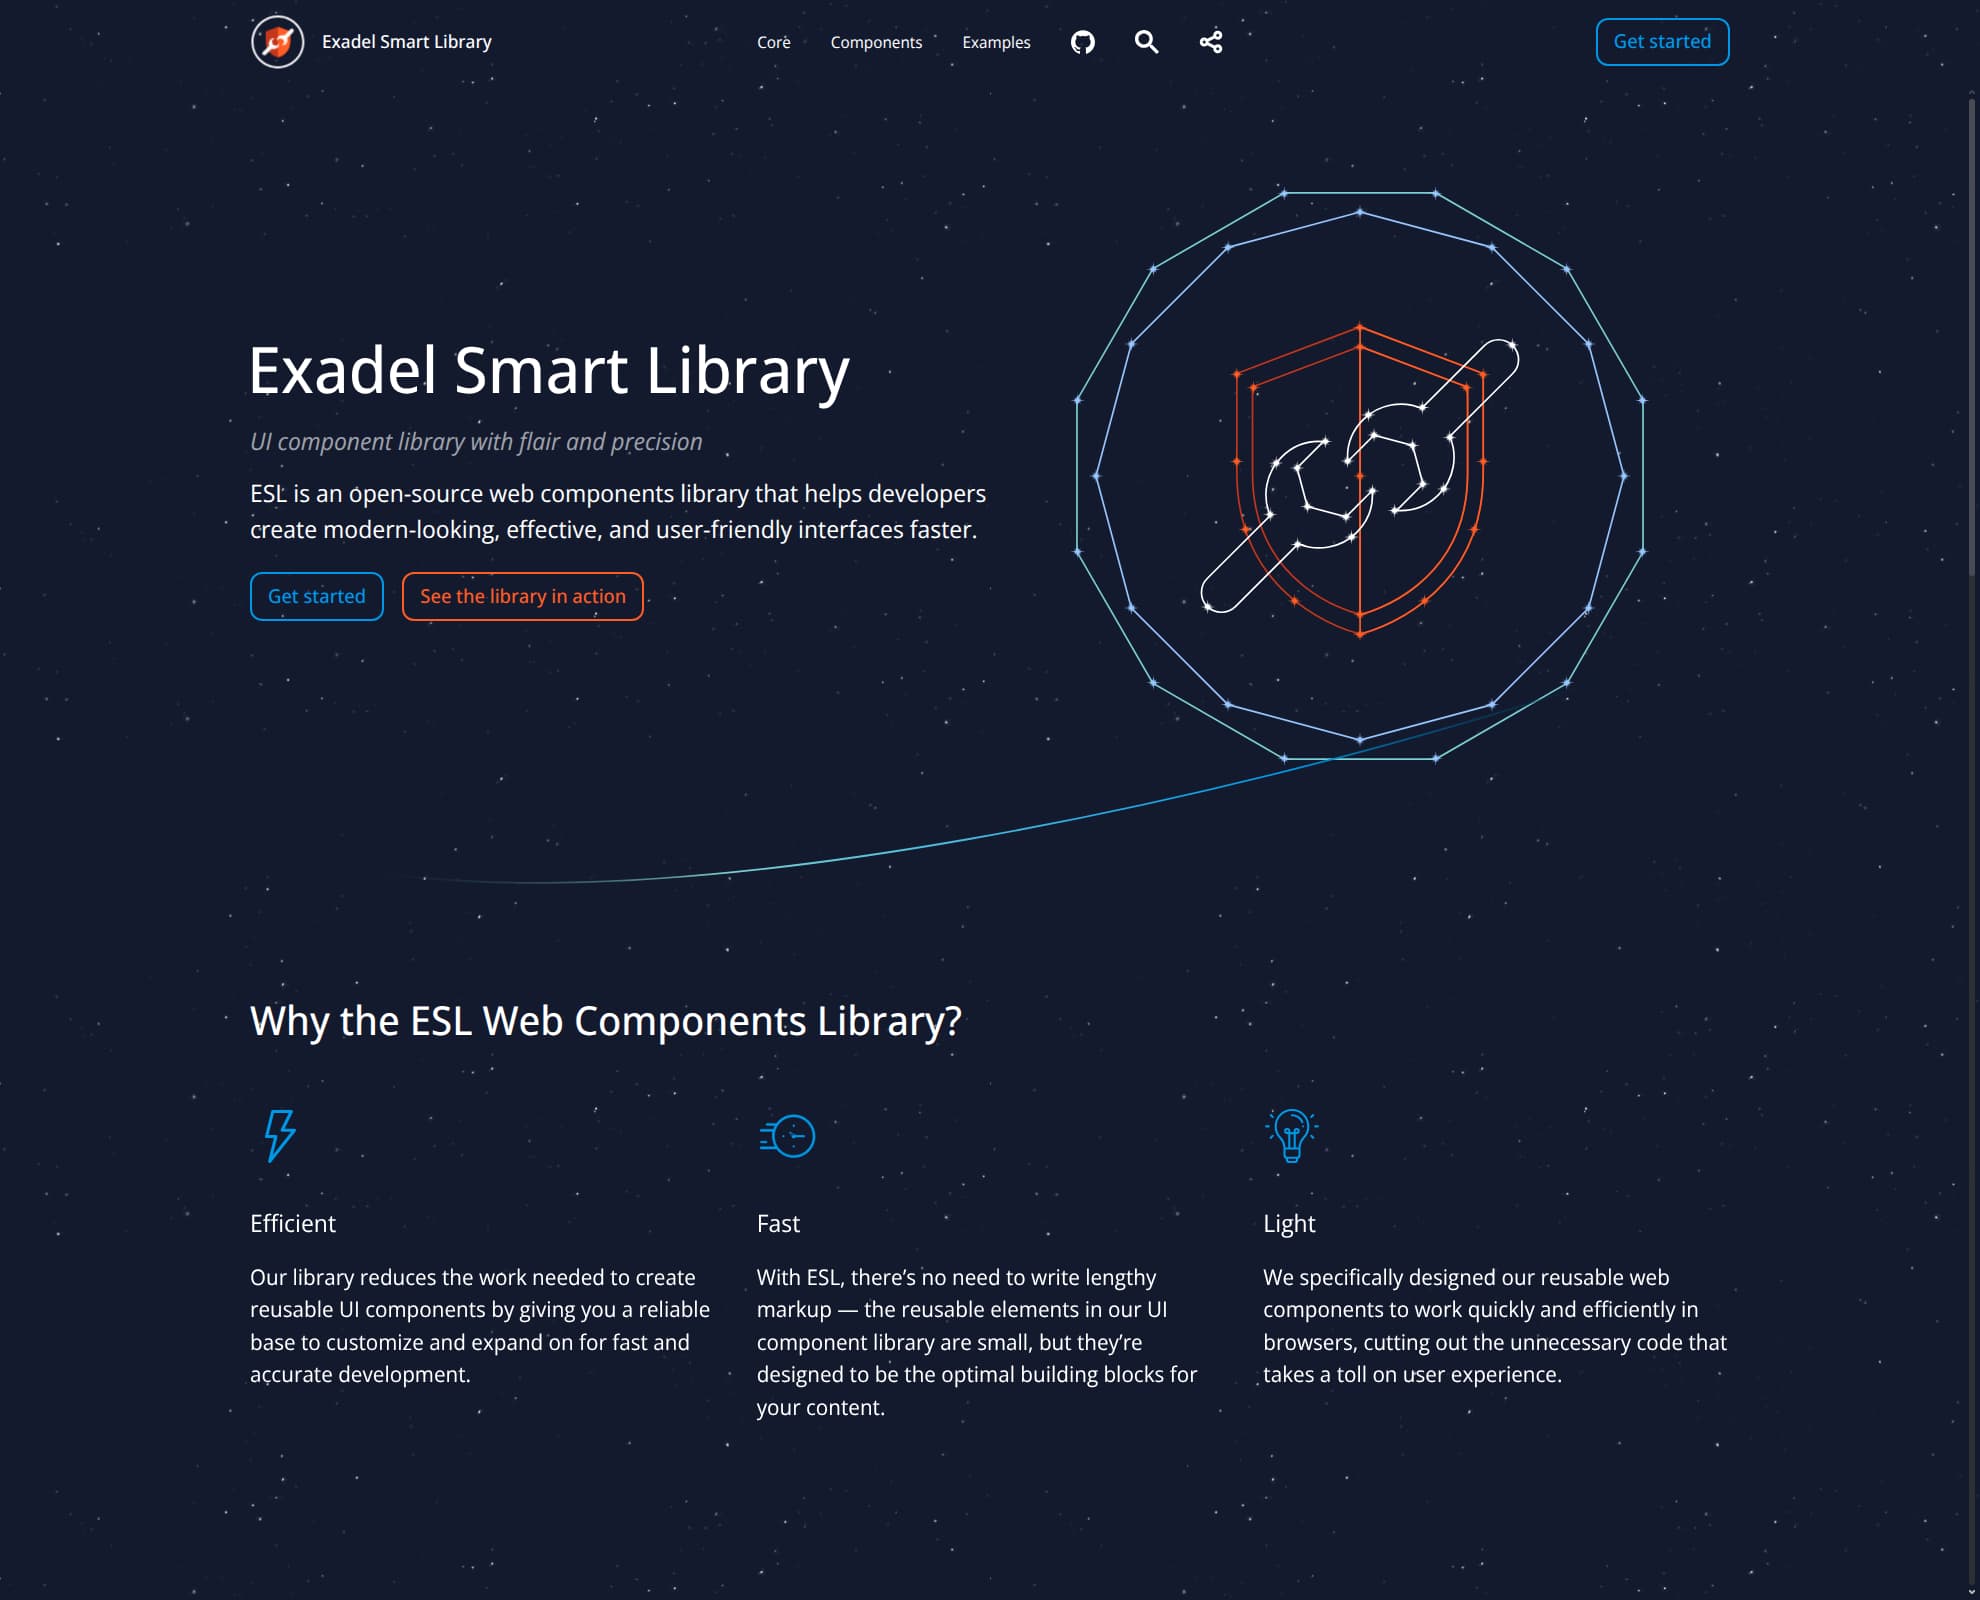 Exadel Smart Library
Core
Components
Examples
Get started
Exadel Smart Library
UI component library with flair and precision
ESL is an open-source web components library that helps developers
create modern-looking, effective, and user-friendly interfaces faster.
Get started
See the library in action
Why the ESL Web Components Library?
Efficient
Our library reduces the work needed to create
reusable UI components by giving you a reliable
base to customize and expand on for fast and
accurate development.
Fast
With ESL, there’s no need to write lengthy
markup — the reusable elements in our UI
component library are small, but they’re
designed to be the optimal building blocks for
your content.
Light
We specifically designed our reusable web
components to work quickly and efficiently in
browsers, cutting out the unnecessary code that
takes a toll on user experience.